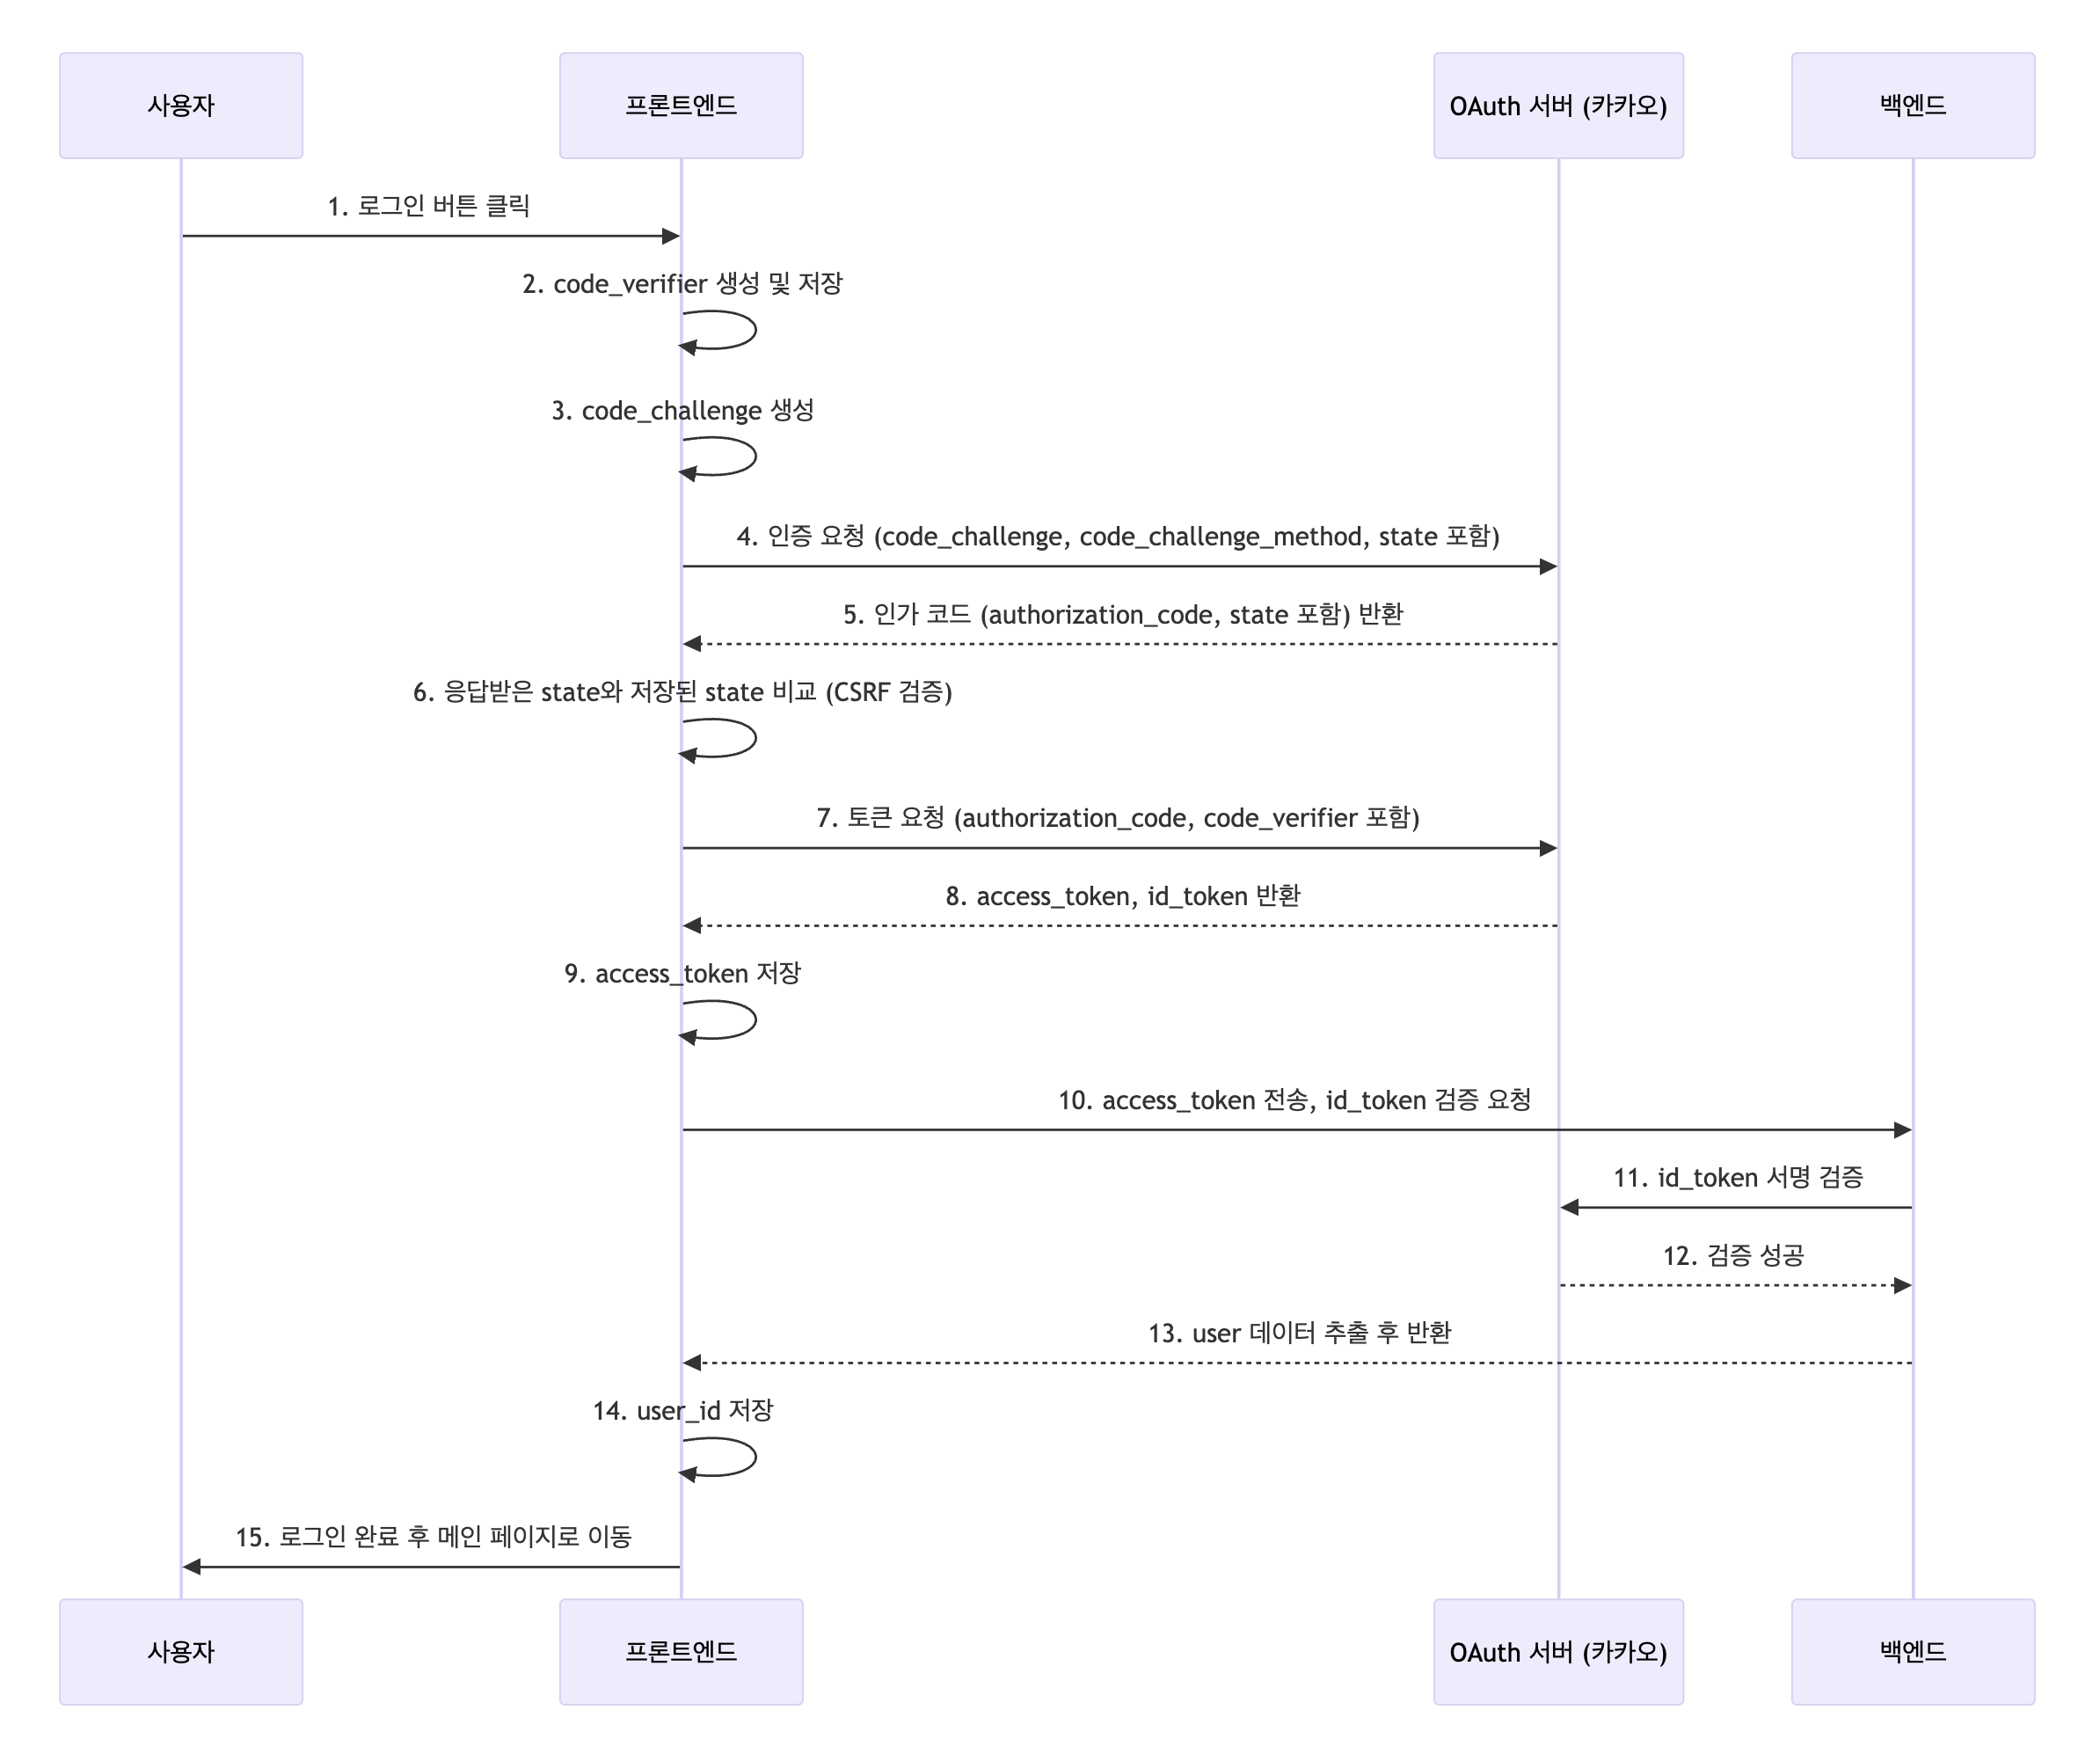 사용자
프론트엔드
OAuth 서버 (카카오)
백엔드
1. 로그인 버튼 클릭
2. code_verifier 생성 및 저장
3. code_challenge 생성
4. 인증 요청 (code_challenge, code_challenge_method, state 포함)
5. 인가 코드 (authorization_code, state 포함) 반환
6. 응답받은 state와 저장된 state 비교 (CSRF 검증)
7. 토큰 요청 (authorization_code, code_verifier 포함)
8. access_token, id_token 반환
9. access_token 저장
10. access_token 전송, id_token 검증 요청
11. id_token 서명 검증
12. 검증 성공
13. user 데이터 추출 후 반환
14. user_id 저장
15. 로그인 완료 후 메인 페이지로 이동
사용자
프론트엔드
OAuth 서버 (카카오)
백엔드